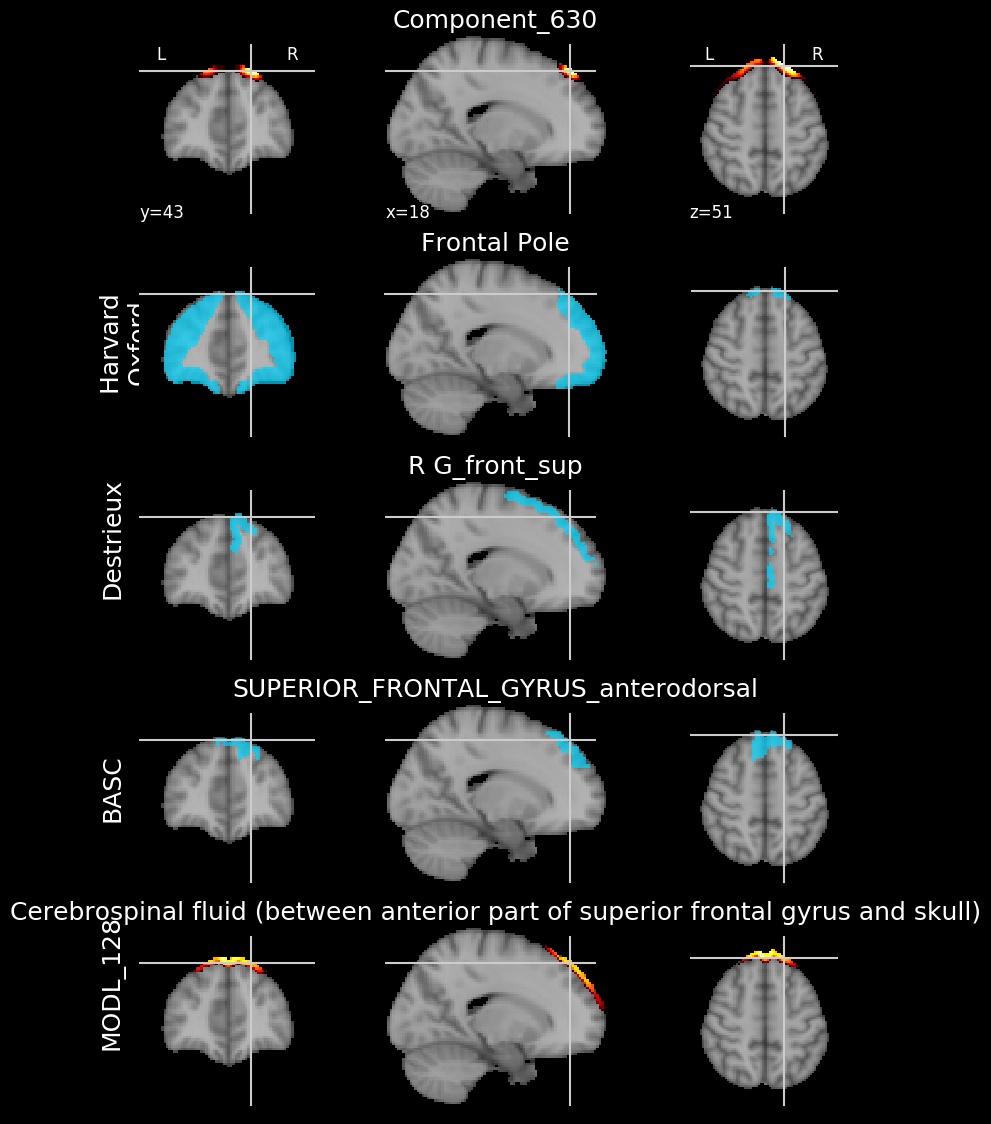 Component_630
L R L R
y=43 x=18 z=51
Frontal Pole
Harvard
Oxford
R G_front_sup
Destrieux
SUPERIOR_FRONTAL_GYRUS_anterodorsal
BASC
Cerebrospinal fluid (between anterior part of superior frontal gyrus and skull)
MODL_128